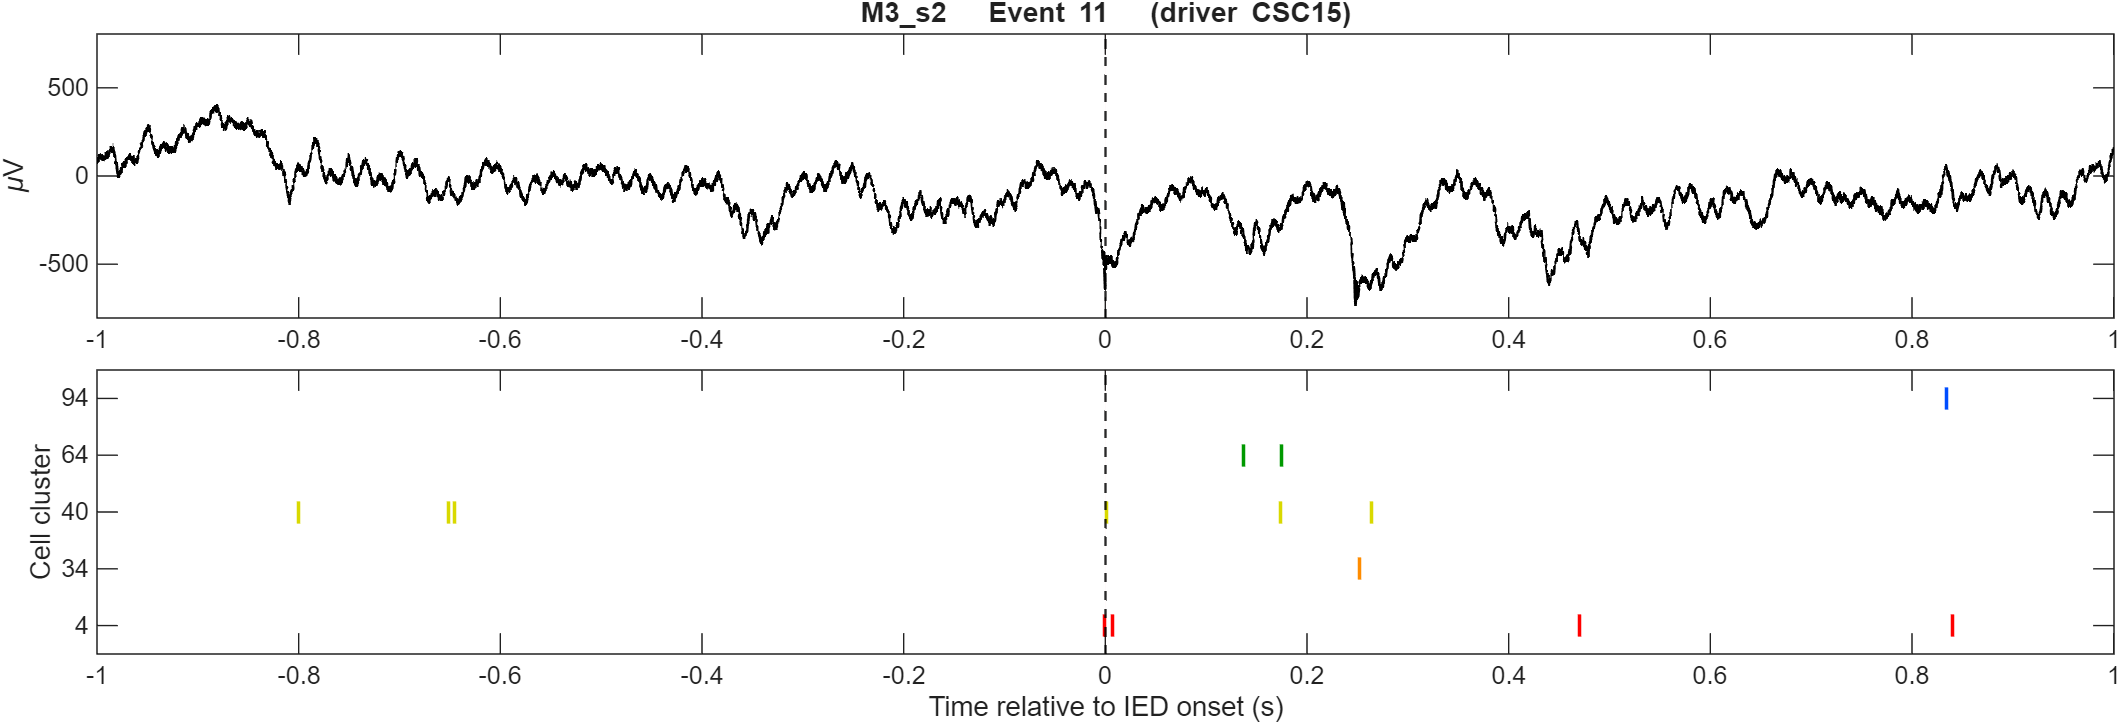 M3_s2 Event 11 (driver CSC15)
500
0
-500
µV
-1 -0.8 -0.6 -0.4 -0.2 0 0.2 0.4 0.6 0.8 1
94
64
40
34
4
Cell cluster
-1 -0.8 -0.6 -0.4 -0.2 0 0.2 0.4 0.6 0.8 1
Time relative to IED onset (s)